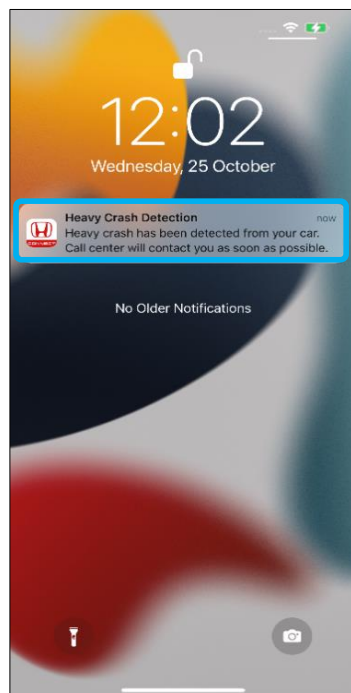 12:02
Wednesday, 25 October
Heavy Crash Detection now
Heavy crash has been detected from your car.
Call center will contact you as soon as possible.
No Older Notifications